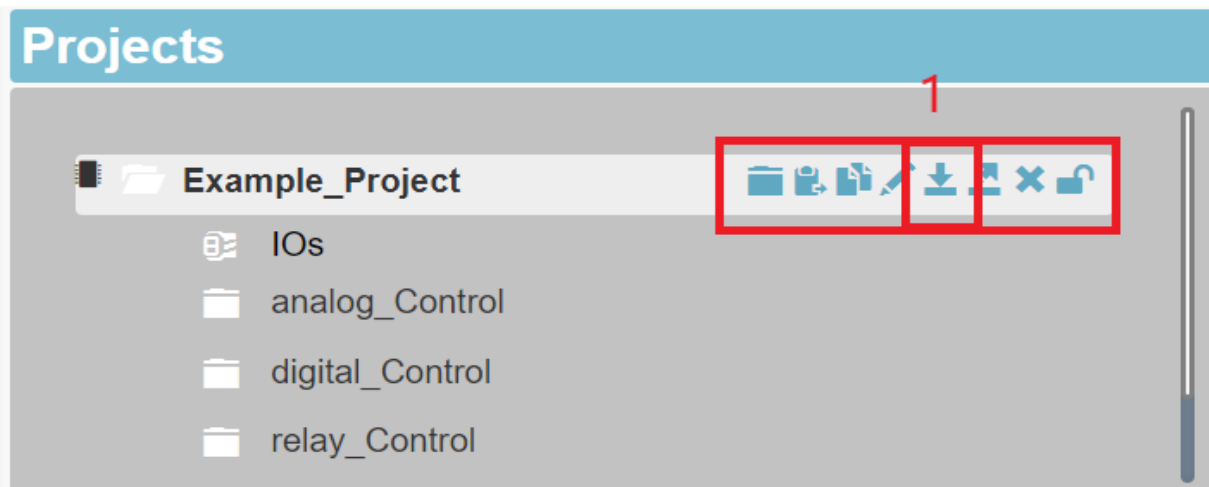 Projects
1
Example_Project
IOs
analog_Control
digital_Control
relay_Control